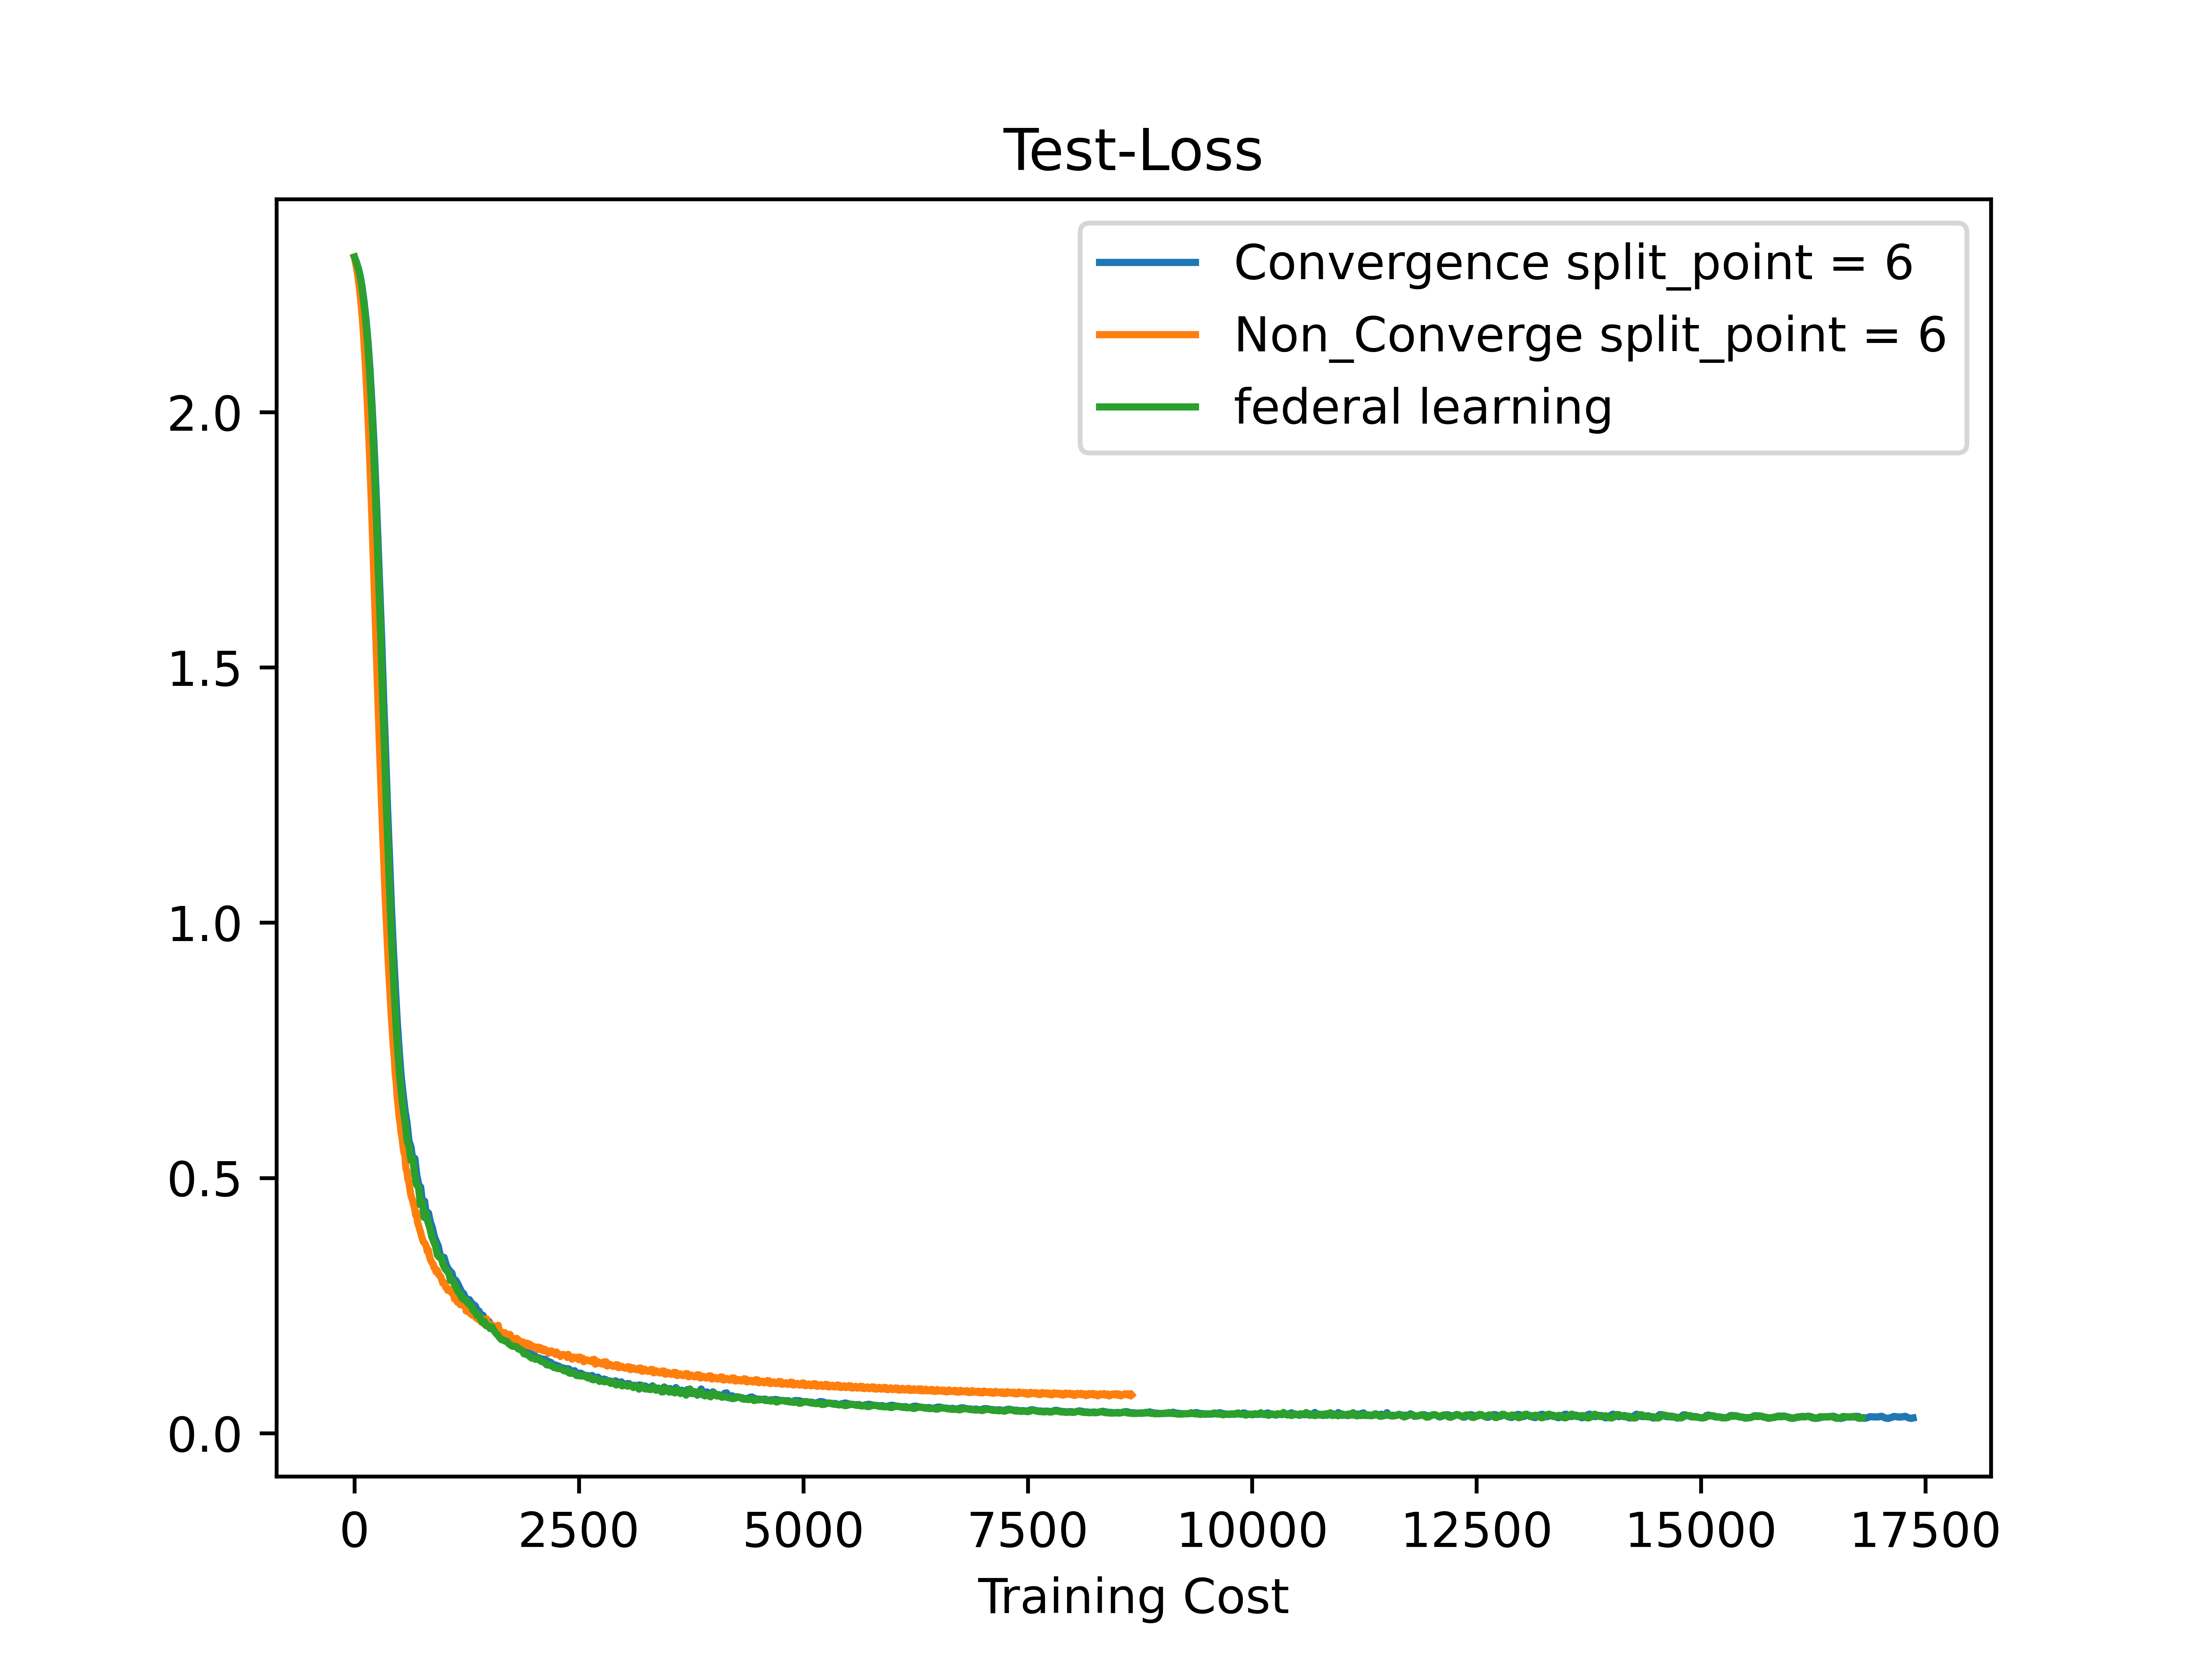 Test-Loss
Convergence split_point = 6
Non_Converge split_point = 6
federal learning
2.0
1.5
1.0
0.5
0.0
0 2500 5000 7500 10000 12500 15000 17500
Training Cost